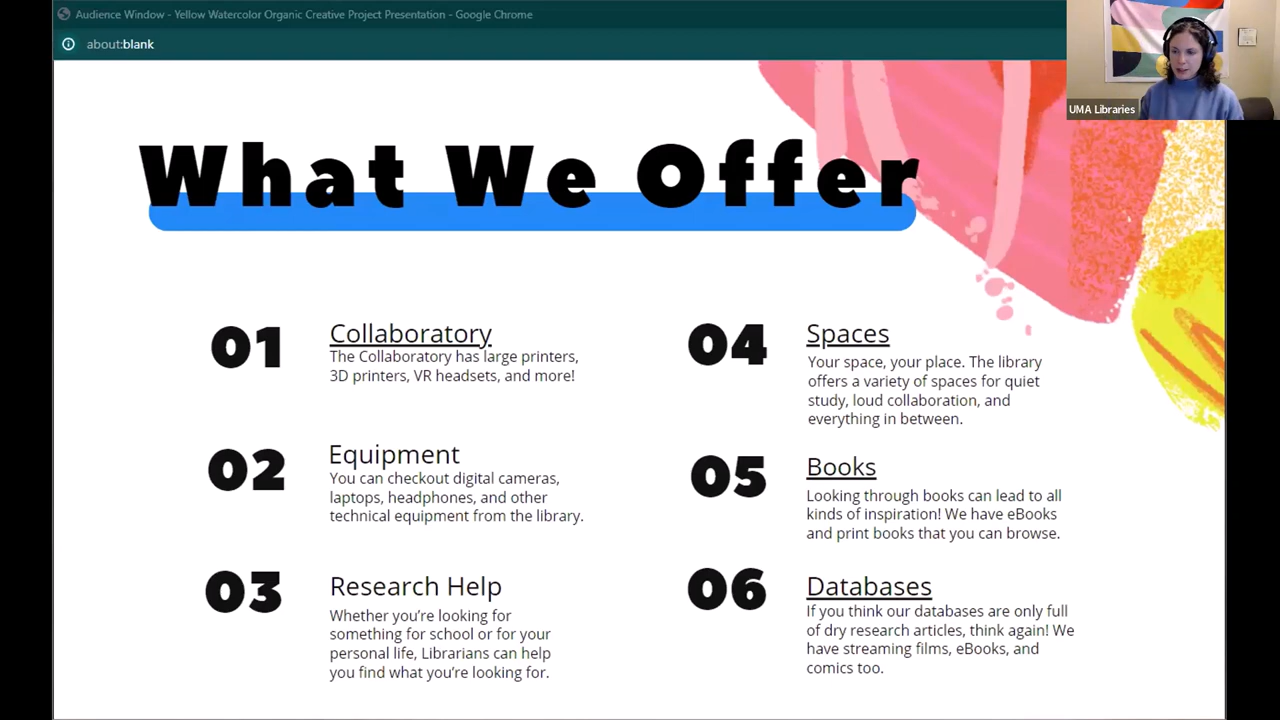 Audience Window - Yellow Watercolor Organic Creative Project Presentation - Google Chrome
about:blank
UMA Libraries
What We Offer
01
Collaboratory
The Collaboratory has large printers,
3D printers, VR headsets, and more!
02
Equipment
You can checkout digital cameras,
laptops, headphones, and other
technical equipment from the library.
03
Research Help
Whether you're looking for
something for school or for your
personal life, Librarians can help
you find what you're looking for.
04
Spaces
Your space, your place. The library
offers a variety of spaces for quiet
study, loud collaboration, and
everything in between.
05
Books
Looking through books can lead to all
kinds of inspiration! We have eBooks
and print books that you can browse.
06
Databases
If you think our databases are only full
of dry research articles, think again! We
have streaming films, eBooks, and
comics too.